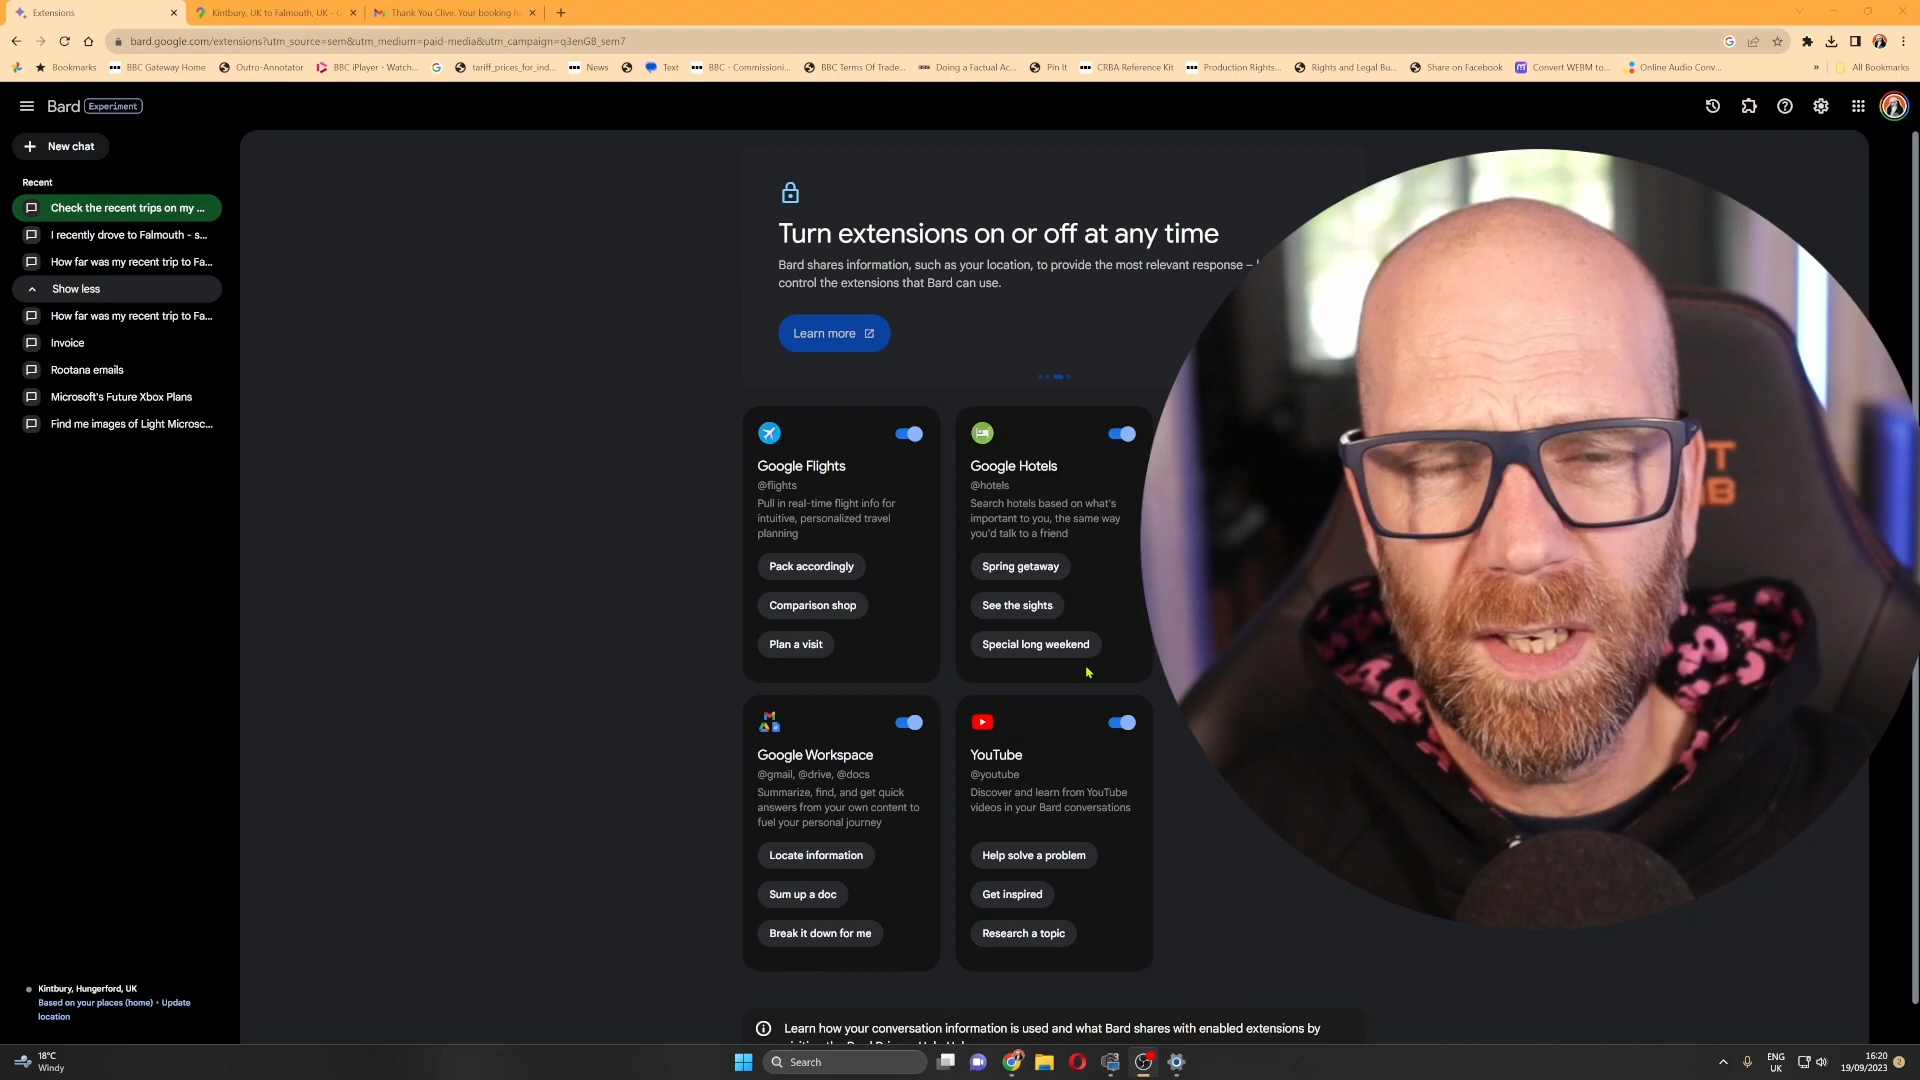 Extensions
Kintbury, UK to Falmouth, UK - G
Thank You Clive. Your booking h
bard.google.com/extensions?utm_source=sem&utm_medium=paid-media&utm_campaign=q3enGB_sem7
Bookmarks
BBC Gateway Home
Outro-Annotator
BBC iPlayer - Watch...
tariff_prices_for_ind...
News
Text
BBC - Commissioni...
BBC Terms Of Trade...
Doing a Factual Ac...
Pin It
CRBA Reference Kit
Production Rights...
Rights and Legal Bu...
Share on Facebook
Convert WEBM to...
Online Audio Conv...
»
All Bookmarks
Bard Experiment
New chat
Recent
Check the recent trips on my ...
I recently drove to Falmouth - s...
How far was my recent trip to Fa...
Show less
How far was my recent trip to Fa...
Invoice
Rootana emails
Microsoft's Future Xbox Plans
Find me images of Light Microsc...
Kintbury, Hungerford, UK
Based on your places (home) • Update
location
Turn extensions on or off at any time
Bard shares information, such as your location, to provide the most relevant response –
control the extensions that Bard can use.
Learn more
Google Flights
@flights
Pull in real-time flight info for
intuitive, personalized travel
planning
Pack accordingly
Comparison shop
Plan a visit
Google Hotels
@hotels
Search hotels based on what's
important to you, the same way
you'd talk to a friend
Spring getaway
See the sights
Special long weekend
Google Workspace
@gmail, @drive, @docs
Summarize, find, and get quick
answers from your own content to
fuel your personal journey
Locate information
Sum up a doc
Break it down for me
YouTube
@youtube
Discover and learn from YouTube
videos in your Bard conversations
Help solve a problem
Get inspired
Research a topic
Learn how your conversation information is used and what Bard shares with enabled extensions by
18°C
Windy
Search
ENG
UK
16:20
19/09/2023
2